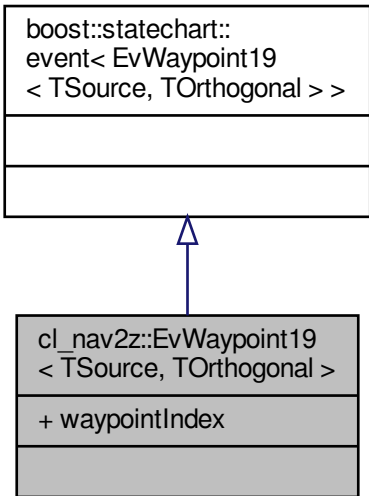 boost::statechart::
event< EvWaypoint19
< TSource, TOrthogonal > >
cl_nav2z::EvWaypoint19
< TSource, TOrthogonal >
+ waypointIndex